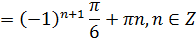 = (-1)ⁿ⁺¹ π/6 + πn, n ∈ Z